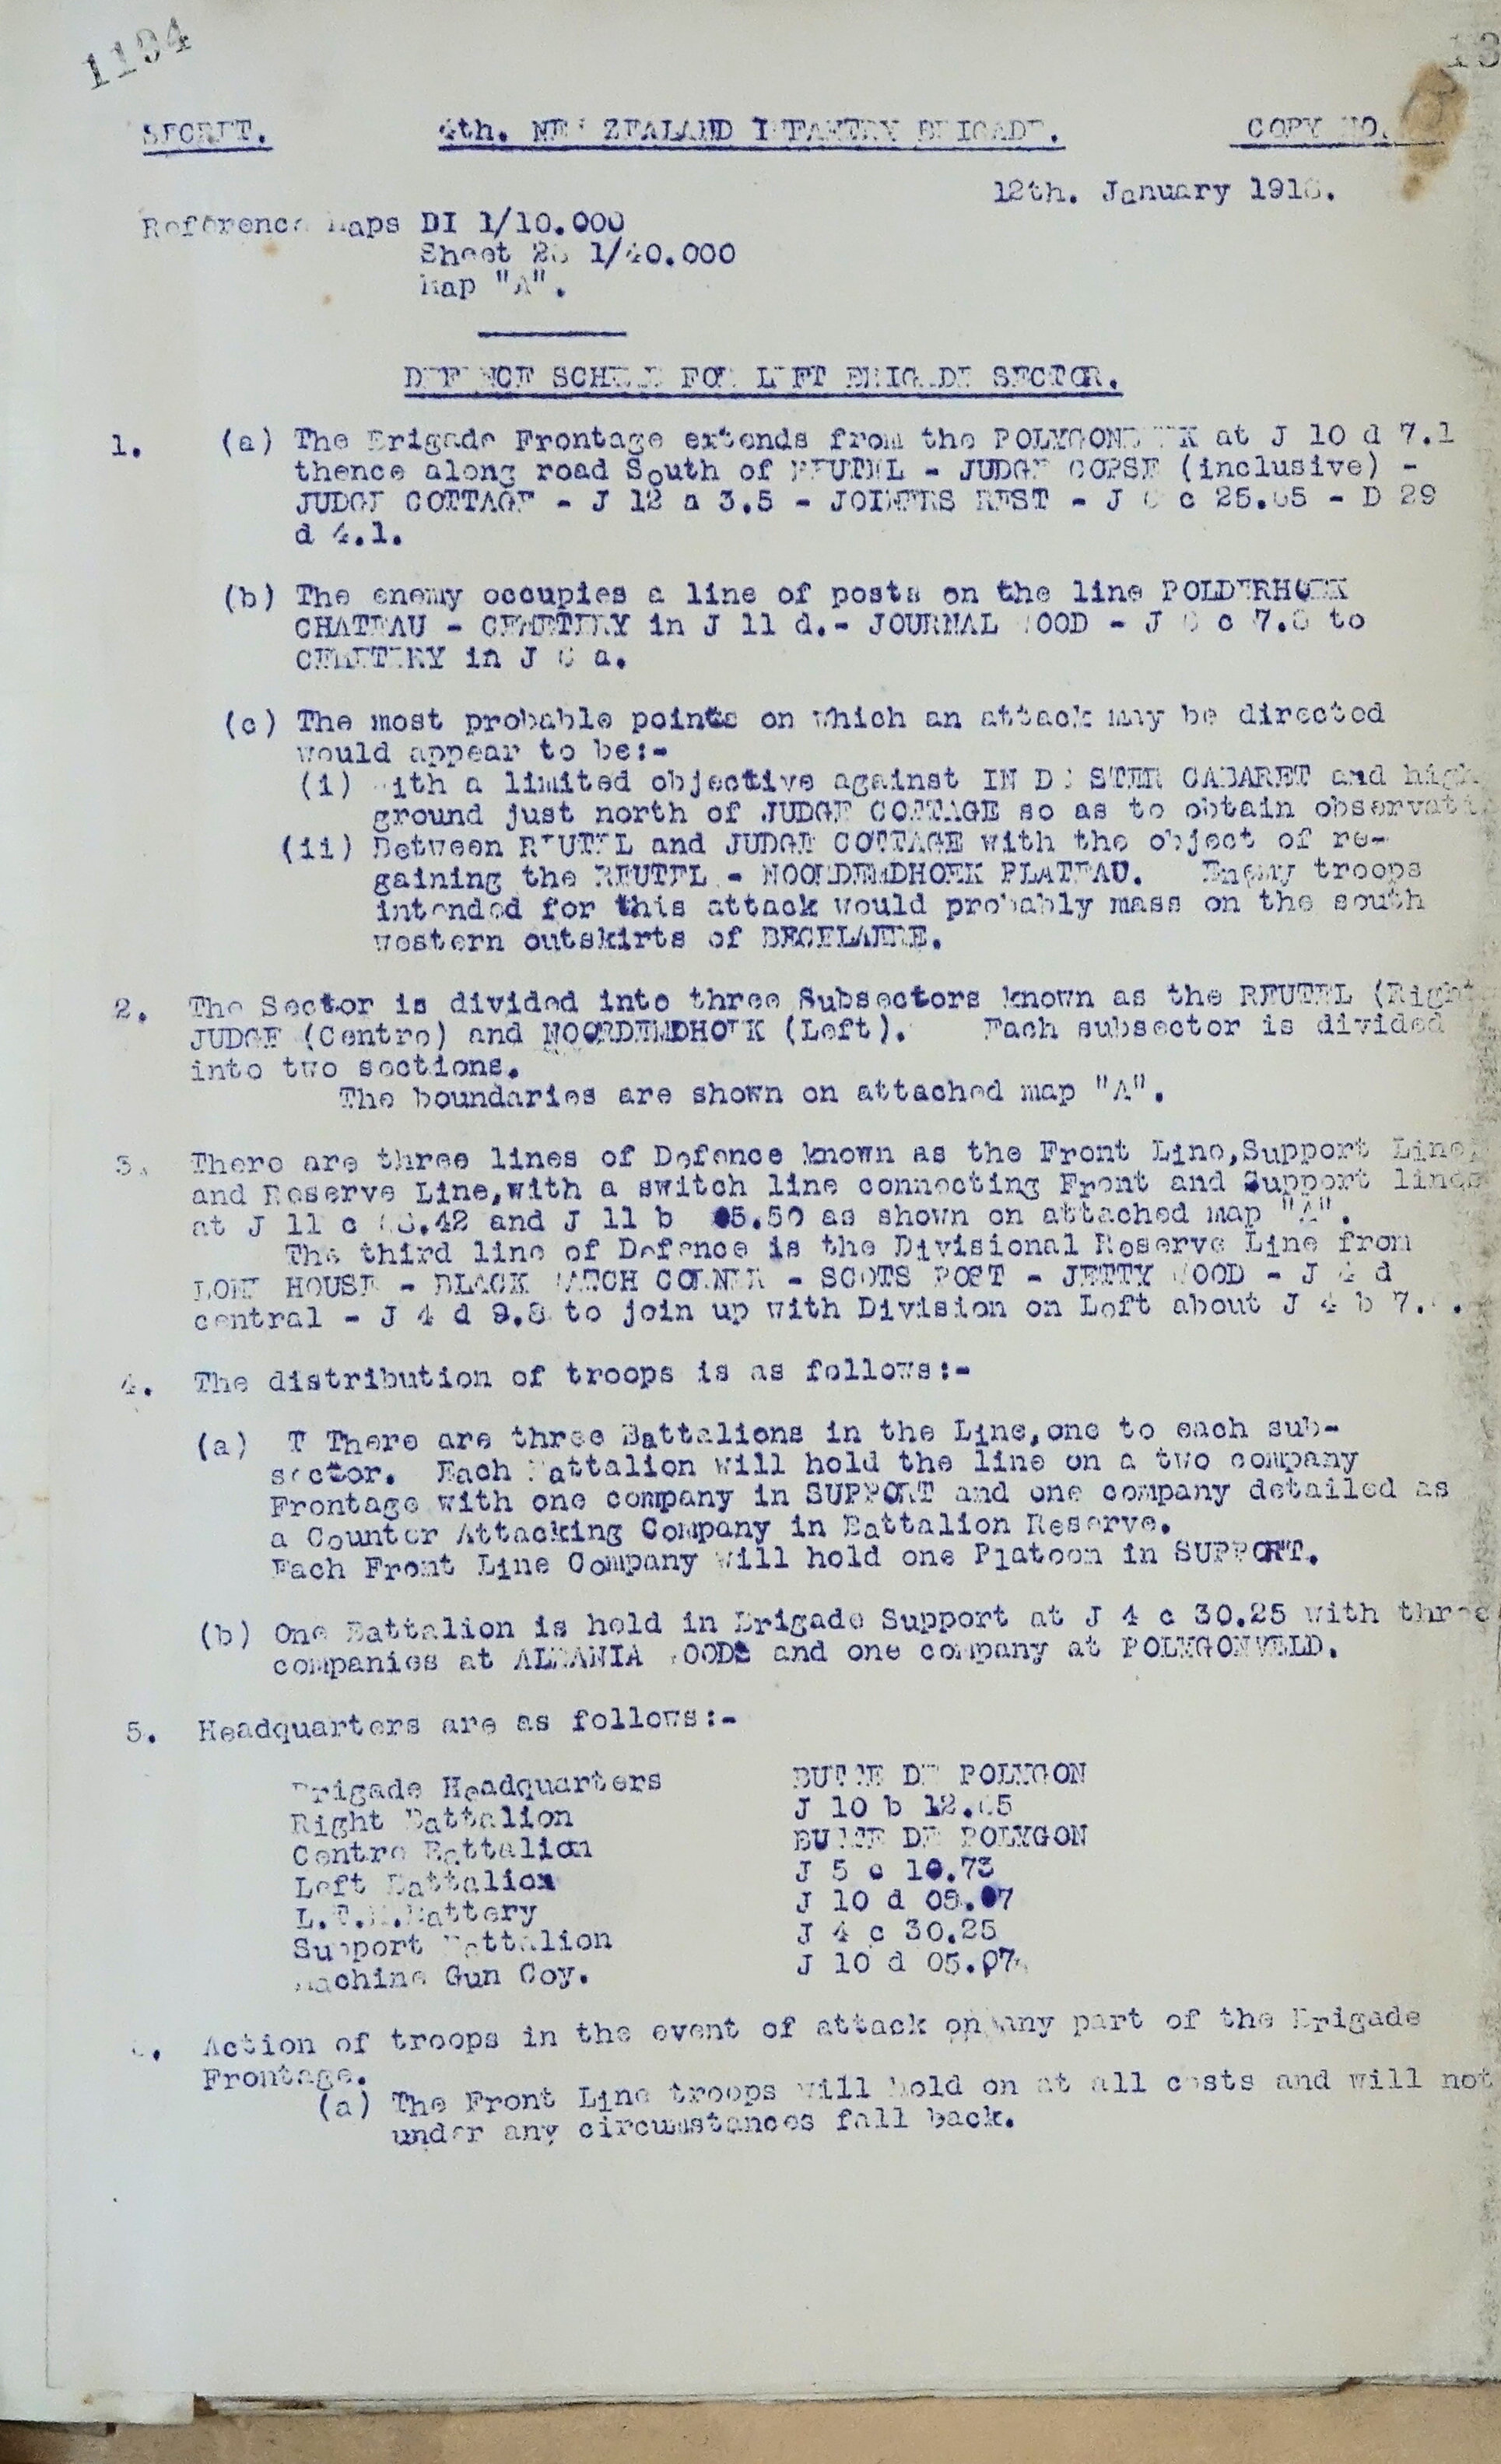 1194
SECRET. 4th. NEW ZEALAND INFANTRY BRIGADE. COPY NO.
12th. January 1918.
Reference Maps DI 1/10.000
Sheet 28 1/40.000
Map "A".
DEFENCE SCHEME FOR LEFT BRIGADE SECTOR.
1. (a) The Brigade Frontage extends from the at J 10 d 7.1
thence along road South of REUTEL - JUDGE COPSE (inclusive) -
JUDGE COTTAGE - J 12 a 3.5 - JOINERS REST - J c - D 29
d 4.1.
(b) The enemy occupies a line of posts on the line POLDERHOEK
CHATEAU - CEMETERY in J 11 d.- JOURNAL WOOD - J c to
CEMETERY in J a.
(c) The most probable points on which an attack may be directed
would appear to be:-
(i) With a limited objective against IN DE STER CABARET and high
ground just north of JUDGE COTTAGE so as to obtain
(ii) Between REUTEL and JUDGE COTTAGE with the object of re-
gaining the REUTEL - NOORDEMDHOEK PLATEAU. Enemy troops
intended for this attack would probably mass on the south
western outskirts of BECELAERE.
2. The Sector is divided into three Subsectors known as the REUTEL (Right
JUDGE (Centre) and NOORDEMDHOEK (Left). Each subsector is divided
into two sections.
The boundaries are shown on attached map "A".
3. There are three lines of Defence known as the Front Line,Support Line,
and Reserve Line,with a switch line connecting Front and Support lines
at J 11 c and J 11 b 05.50 as shown on attached map "A".
The third line of Defence is the Divisional Reserve Line from
HOUSE - BLACK WATCH CORNER - SCOTS POST - JETTY WOOD - J 4 d
central - J 4 d 9.8 to join up with Division on Left about J 4 b
4. The distribution of troops is as follows:-
(a) T There are three Battalions in the Line,one to each sub-
sector. Each Battalion will hold the line on a two company
Frontage with one company in SUPPORT and one company detailed as
a Counter Attacking Company in Battalion Reserve.
Each Front Line Company will hold one Platoon in SUPPORT.
(b) One Battalion is held in Brigade Support at J 4 c 30.25 with three
companies at ALBANIA WOODS and one company at POLYGONVELD.
5. Headquarters are as follows:-
Brigade Headquarters BUTTE DE POLYGON
Right Battalion J 10 b
Centre Battalion BUTTE DE POLYGON
Left Battalion J 5 c 10.73
L.T.M.Battery J 10 d 05.07
Support Battalion J 4 c 30.25
Machine Gun Coy. J 10 d 05.07
6. Action of troops in the event of attack on any part of the Brigade
Frontage.
(a) The Front Line troops will hold on at all costs and will not
under any circumstances fall back.